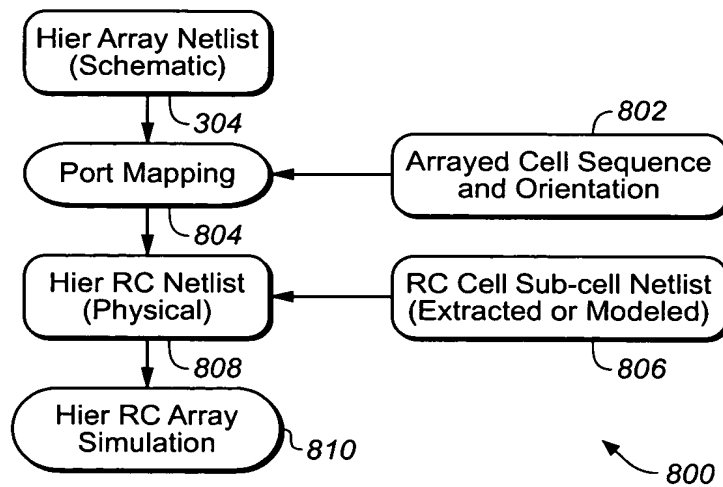 Hier Array Netlist
(Schematic)
304
802
Port Mapping
Arrayed Cell Sequence
and Orientation
804
Hier RC Netlist
(Physical)
RC Cell Sub-cell Netlist
(Extracted or Modeled)
808
806
Hier RC Array
Simulation
810
800